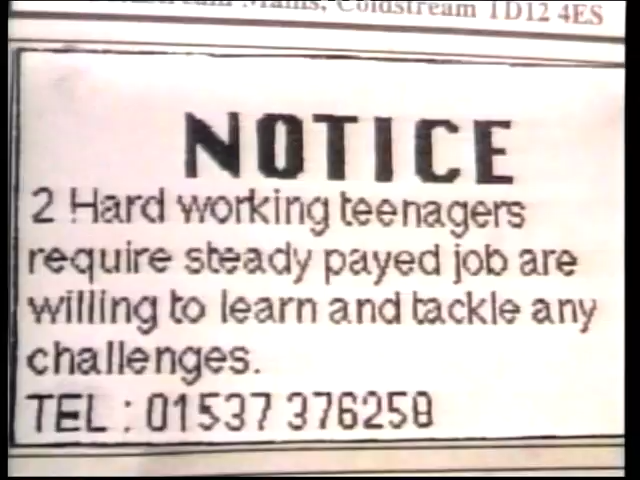 Mains, Coldstream TD12 4ES
NOTICE
2 Hard working teenagers
require steady payed job are
willing to learn and tackle any
challenges.
TEL : 01537 376258